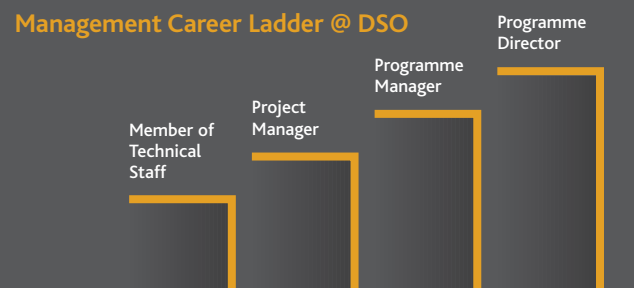 Management Career Ladder @ DSO
Member of
Technical
Staff
Project
Manager
Programme
Manager
Programme
Director